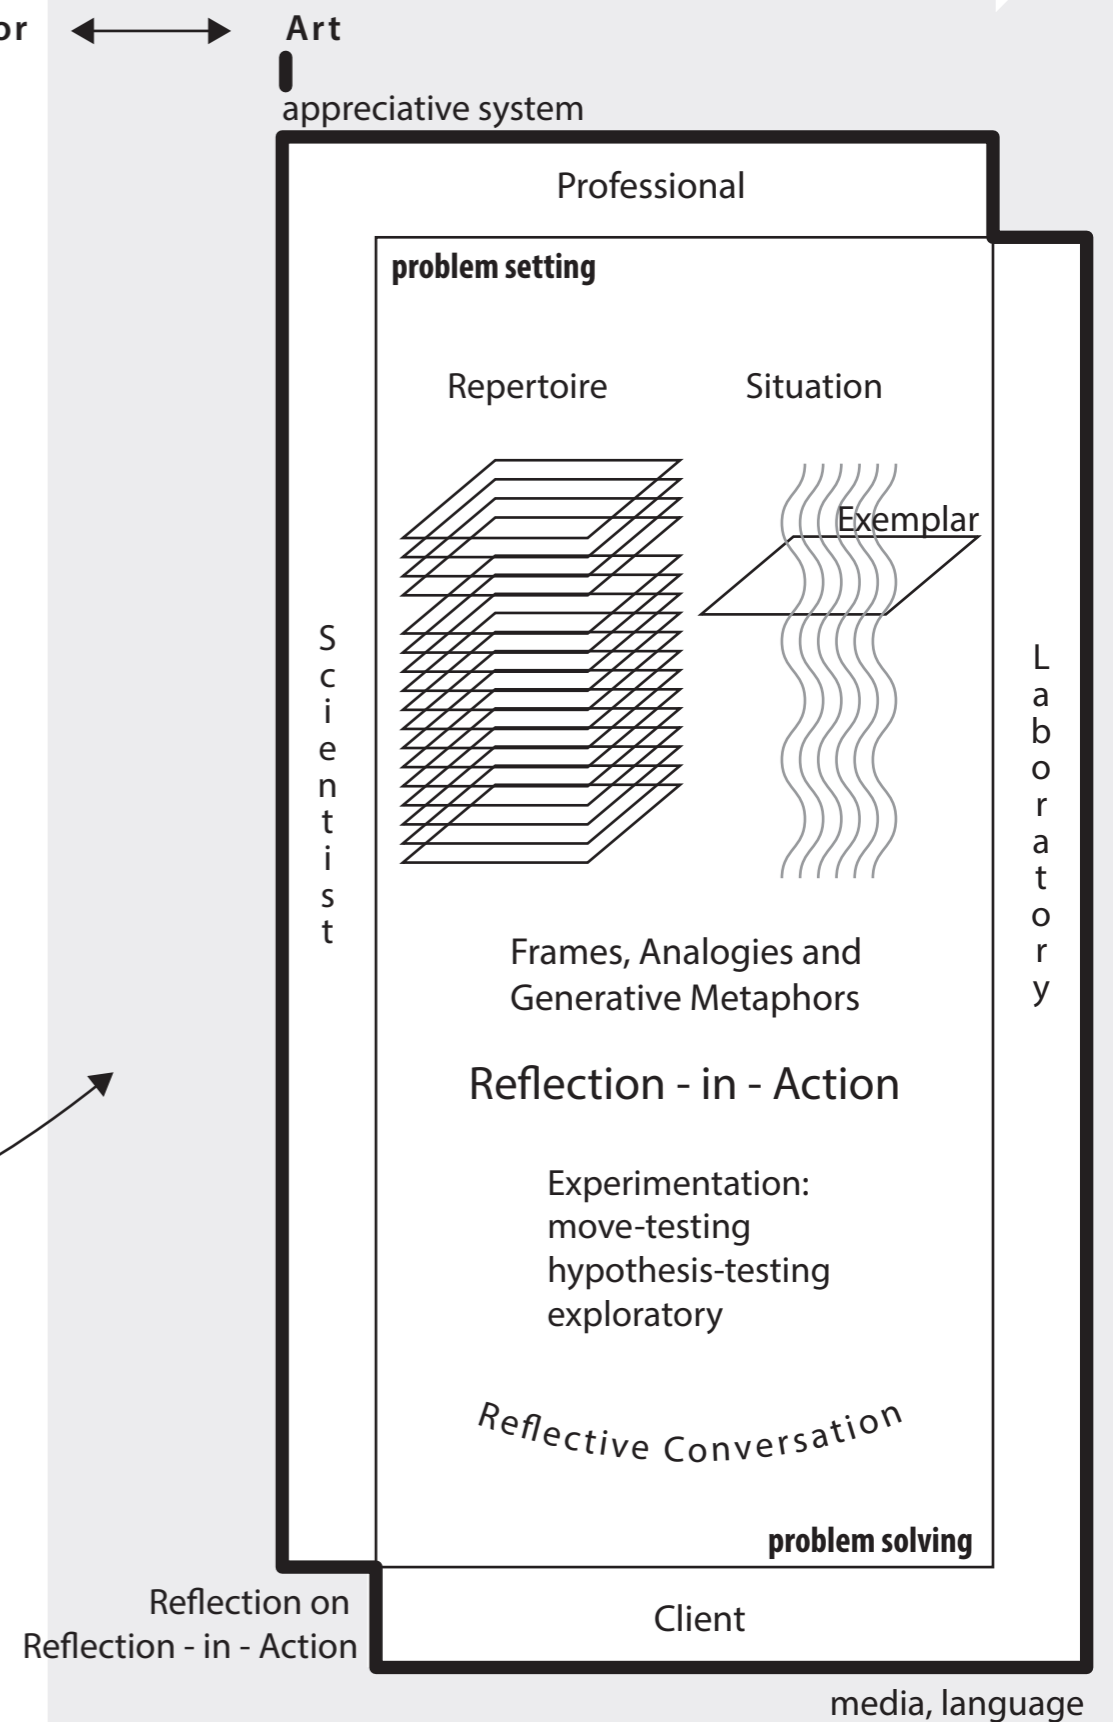 or
Art
appreciative system
Professional
problem setting
Repertoire
Situation
Exemplar
Scientist
Laboratory
Frames, Analogies and
Generative Metaphors
Reflection - in - Action
Experimentation:
move-testing
hypothesis-testing
exploratory
Reflective Conversation
problem solving
Reflection on
Reflection - in - Action
Client
media, language